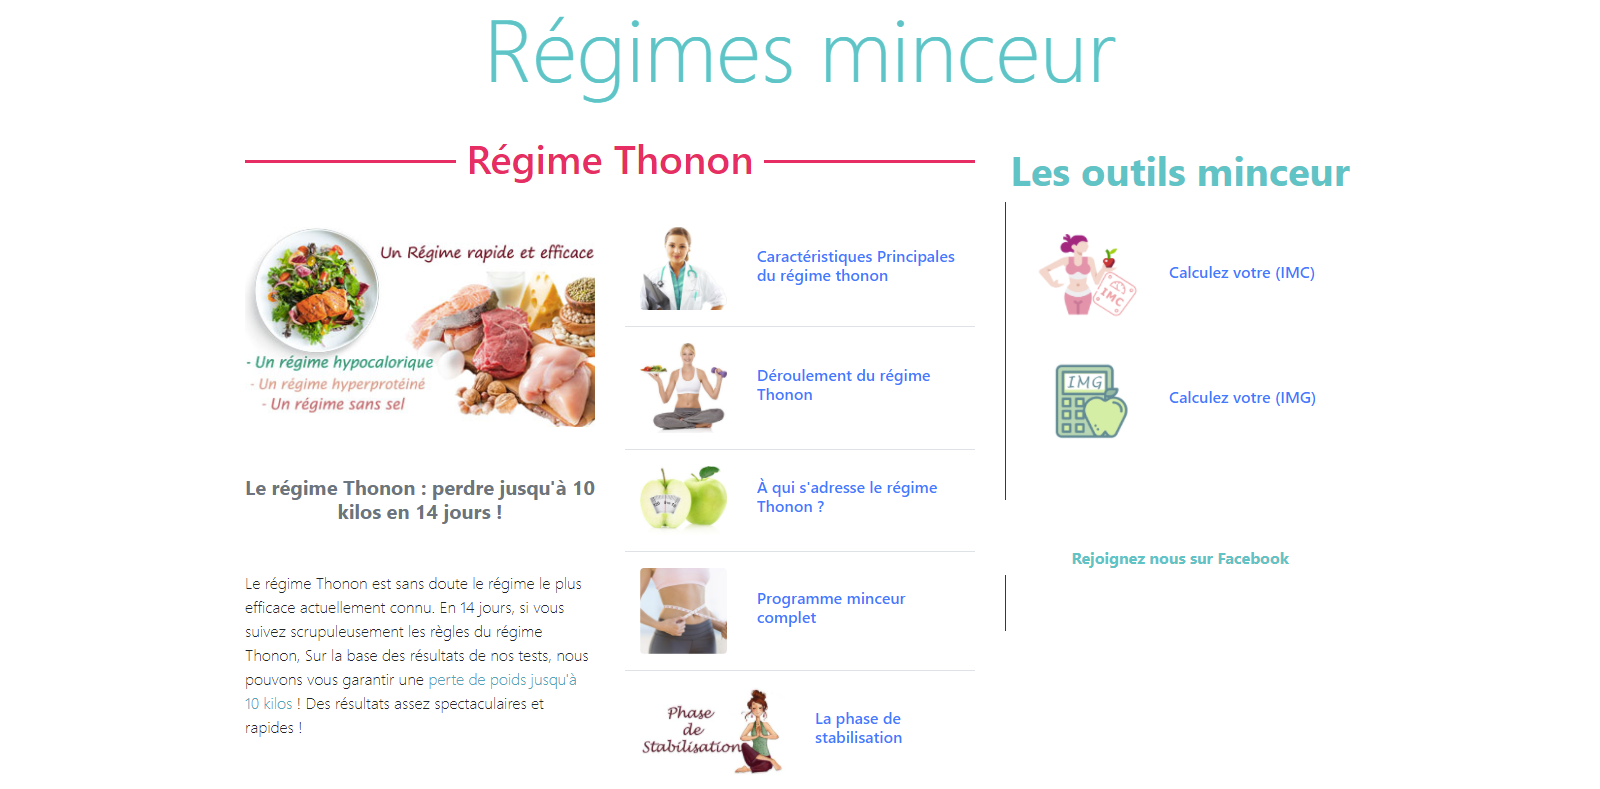 Régimes minceur
Régime Thonon
Un Régime rapide et efficace
- Un régime hypocalorique
- Un régime hyperprotéiné
- Un régime sans sel
Le régime Thonon : perdre jusqu'à 10
kilos en 14 jours !
Le régime Thonon est sans doute le régime le plus
efficace actuellement connu. En 14 jours, si vous
suivez scrupuleusement les règles du régime
Thonon, Sur la base des résultats de nos tests, nous
pouvons vous garantir une perte de poids jusqu'à
10 kilos ! Des résultats assez spectaculaires et
rapides !
Caractéristiques Principales
du régime thonon
Déroulement du régime
Thonon
À qui s'adresse le régime
Thonon ?
Programme minceur
complet
Phase
de
Stabilisation
La phase de
stabilisation
Les outils minceur
IMC
Calculez votre (IMC)
IMG
Calculez votre (IMG)
Rejoignez nous sur Facebook